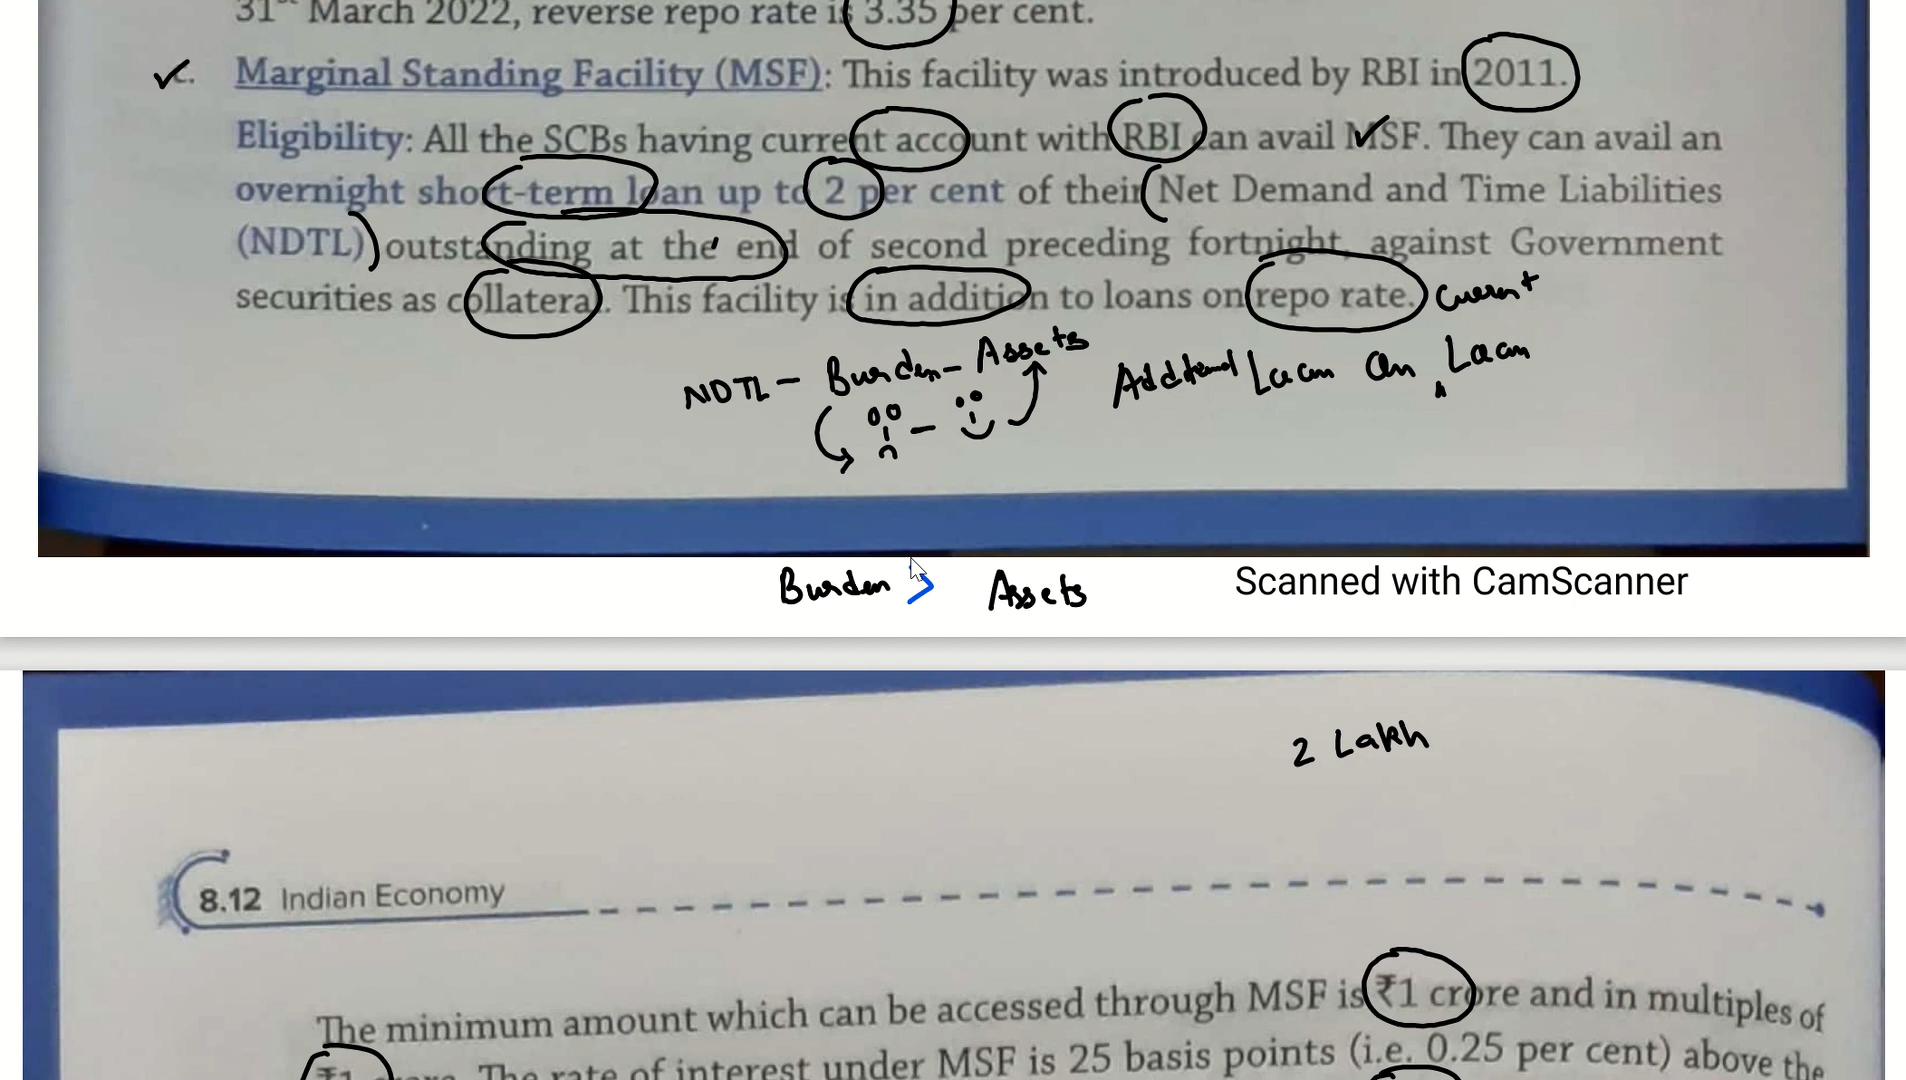 31st March 2022, reverse repo rate is 3.35 per cent.
c. Marginal Standing Facility (MSF): This facility was introduced by RBI in 2011.
Eligibility: All the SCBs having current account with RBI can avail MSF. They can avail an
overnight short-term loan up to 2 per cent of their Net Demand and Time Liabilities
(NDTL) outstanding at the end of second preceding fortnight, against Government
securities as collateral. This facility is in addition to loans on repo rate.
Current
NDTL - Burden - Assets
Additional Loan on Loan
Burden > Assets
Scanned with CamScanner
2 Lakh
8.12 Indian Economy
The minimum amount which can be accessed through MSF is ₹1 crore and in multiples of
₹1 crore. The rate of interest under MSF is 25 basis points (i.e. 0.25 per cent) above the